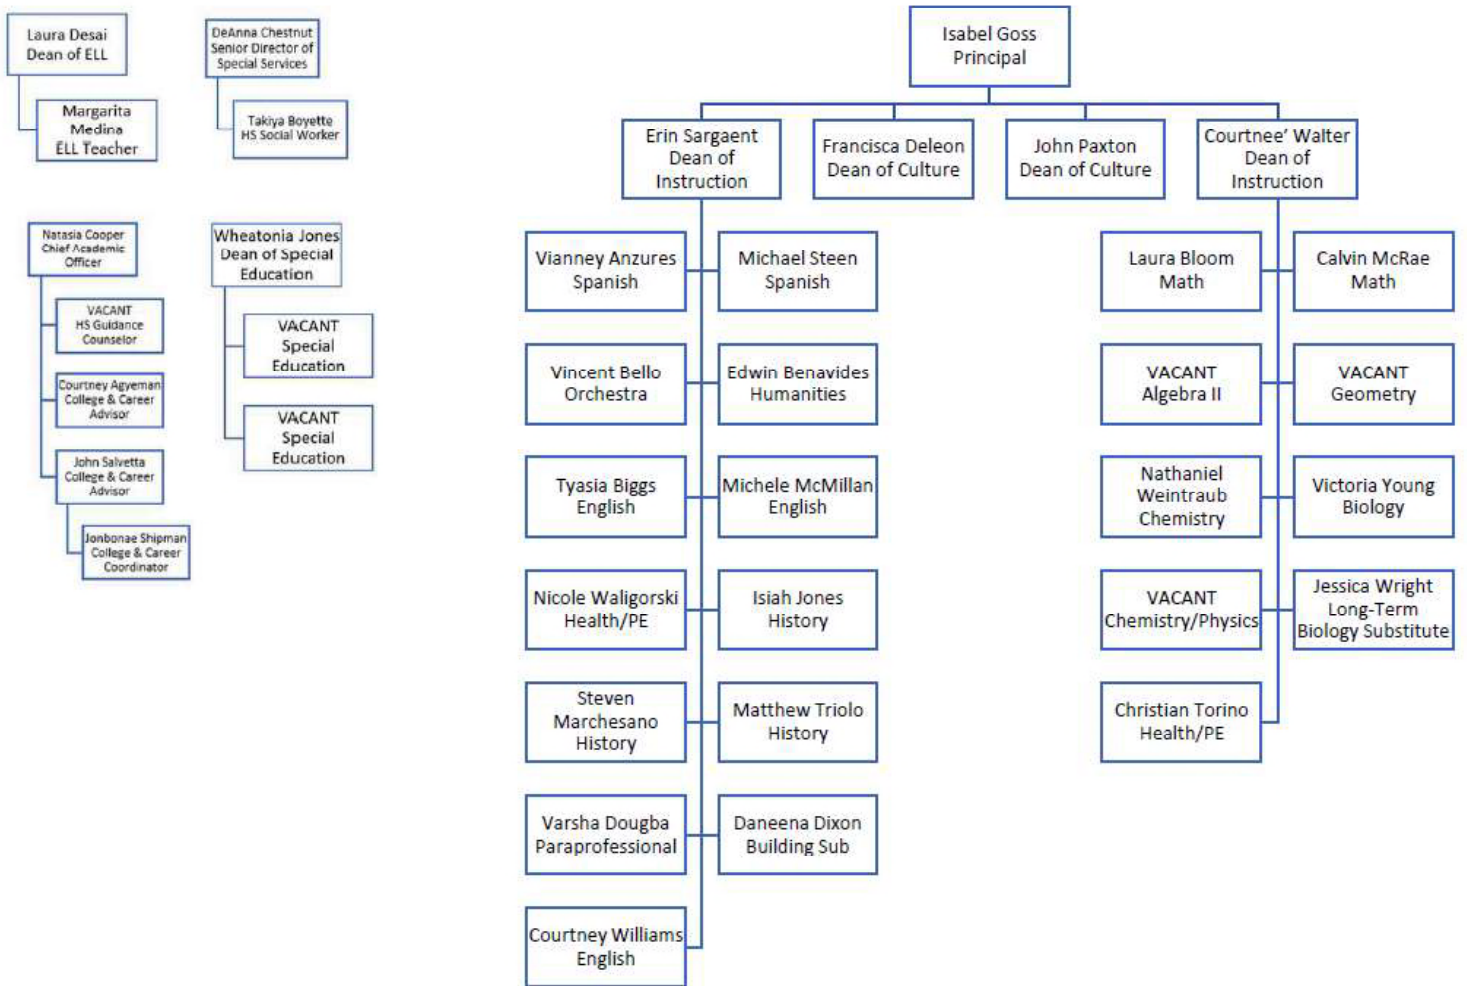 Laura Desai
Dean of ELL
Margarita
Medina
ELL Teacher
DeAnna Chestnut
Senior Director of
Special Services
Takiya Boyette
HS Social Worker
Natasia Cooper
Chief Academic
Officer
VACANT
HS Guidance
Counselor
Courtney Agyeman
College & Career
Advisor
John Salvetta
College & Career
Advisor
Jonbonae Shipman
College & Career
Coordinator
Wheatonia Jones
Dean of Special
Education
VACANT
Special
Education
VACANT
Special
Education
Isabel Goss
Principal
Erin Sargaent
Dean of
Instruction
Francisca Deleon
Dean of Culture
John Paxton
Dean of Culture
Courtnee’ Walter
Dean of
Instruction
Vianney Anzures
Spanish
Michael Steen
Spanish
Vincent Bello
Orchestra
Edwin Benavides
Humanities
Tyasia Biggs
English
Michele McMillan
English
Nicole Waligorski
Health/PE
Isiah Jones
History
Steven
Marchesano
History
Matthew Triolo
History
Varsha Dougba
Paraprofessional
Daneena Dixon
Building Sub
Courtney Williams
English
Laura Bloom
Math
Calvin McRae
Math
VACANT
Algebra II
VACANT
Geometry
Nathaniel
Weintraub
Chemistry
Victoria Young
Biology
VACANT
Chemistry/Physics
Jessica Wright
Long-Term
Biology Substitute
Christian Torino
Health/PE